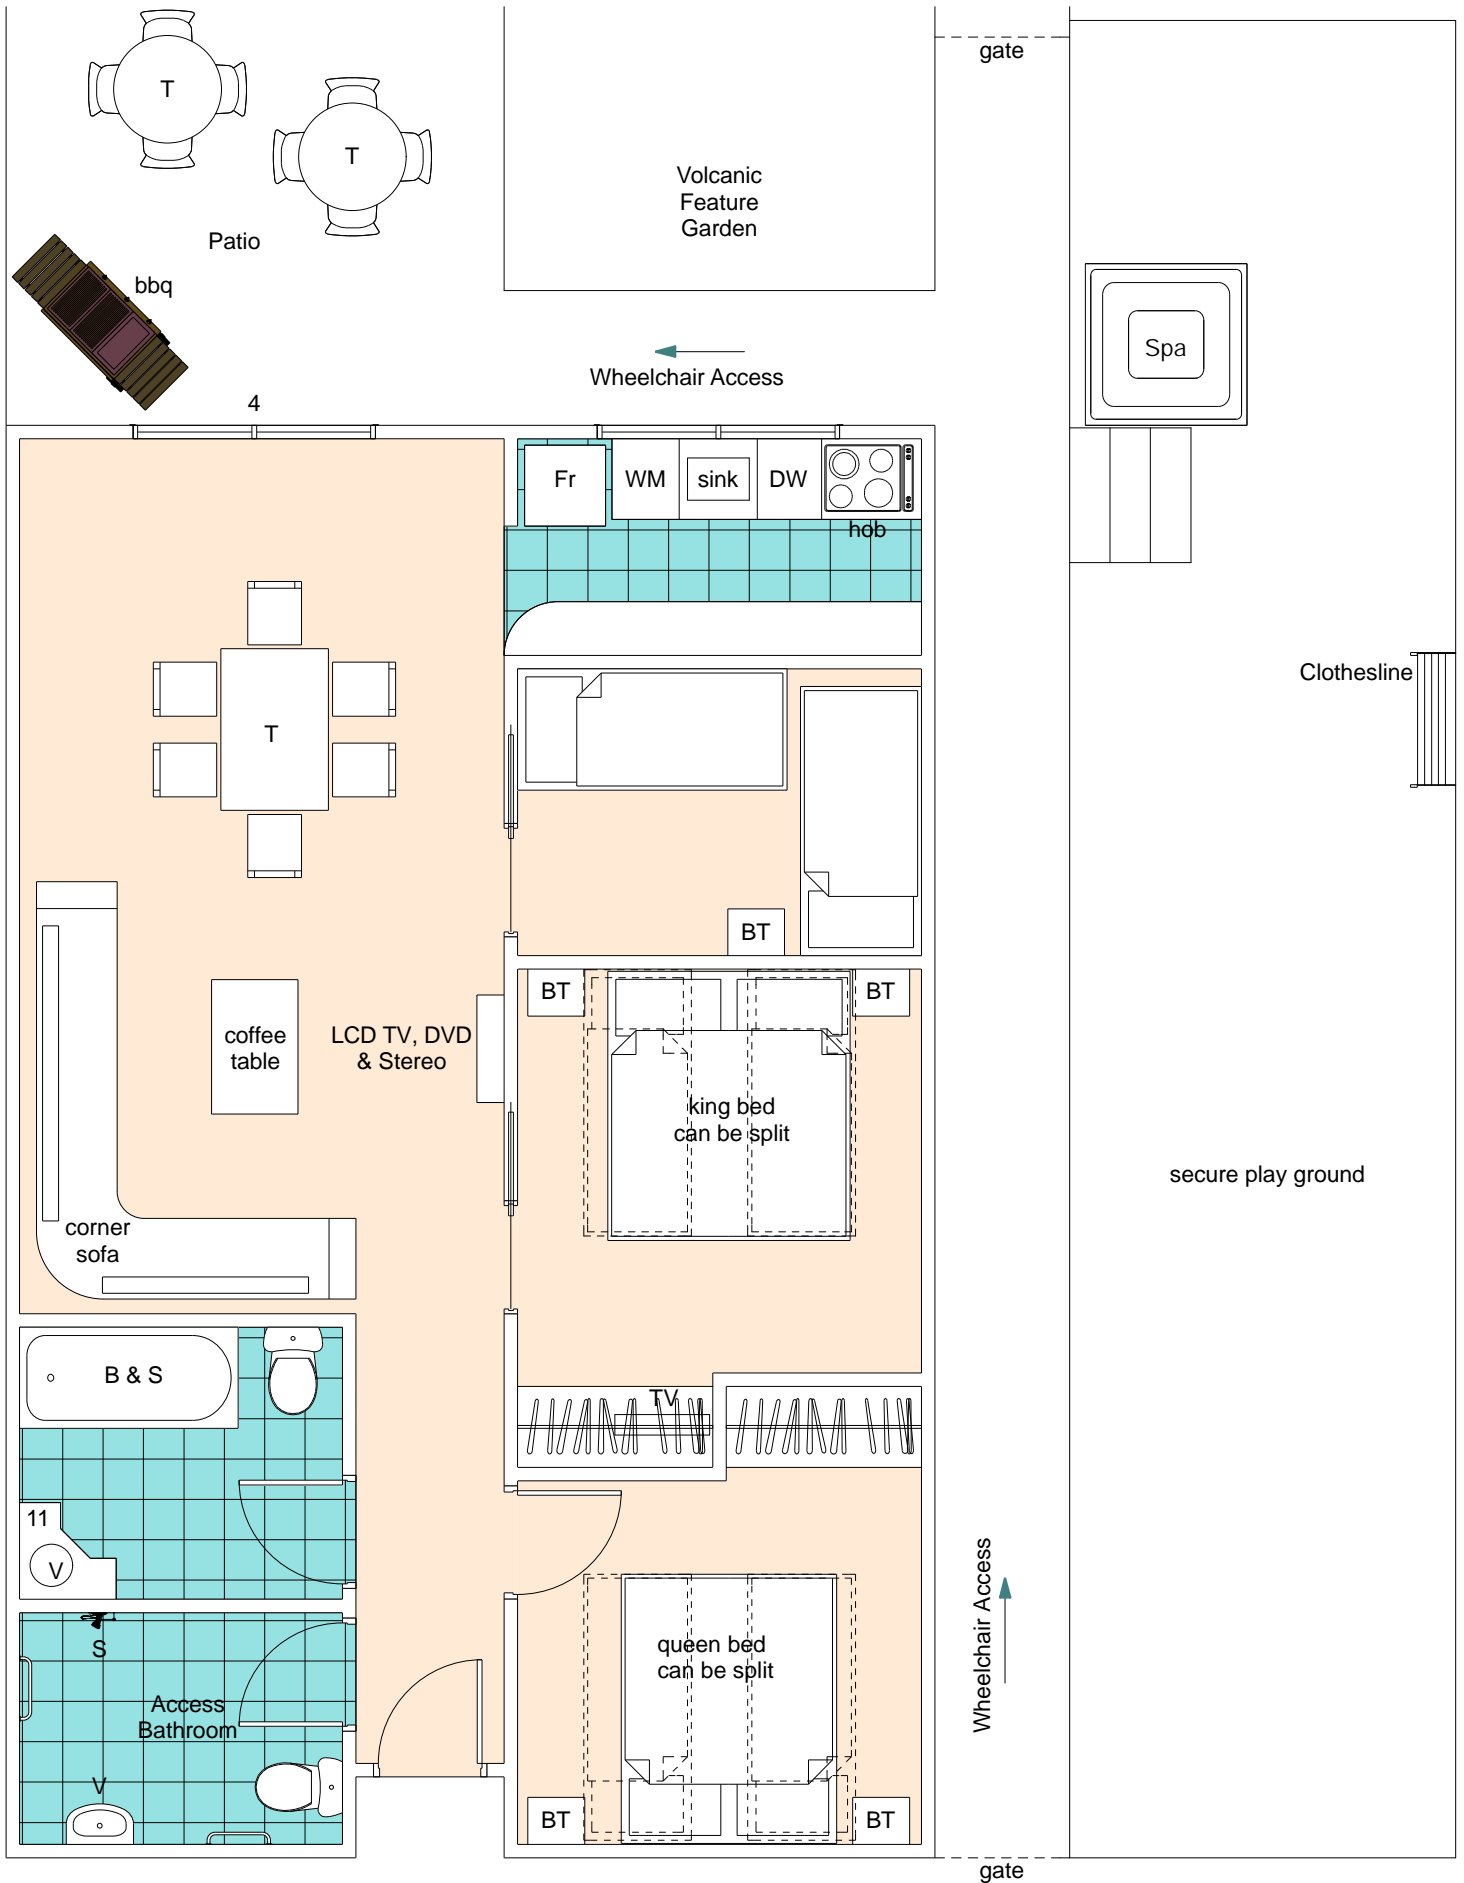 gate
T
T
Volcanic
Feature
Garden
Patio
bbq
Spa
Wheelchair Access
4
Fr
WM
sink
DW
hob
Clothesline
T
BT
BT
BT
coffee
table
LCD TV, DVD
& Stereo
king bed
can be split
secure play ground
corner
sofa
B & S
TV
11
V
Wheelchair Access
S
queen bed
can be split
Access
Bathroom
V
BT
BT
gate